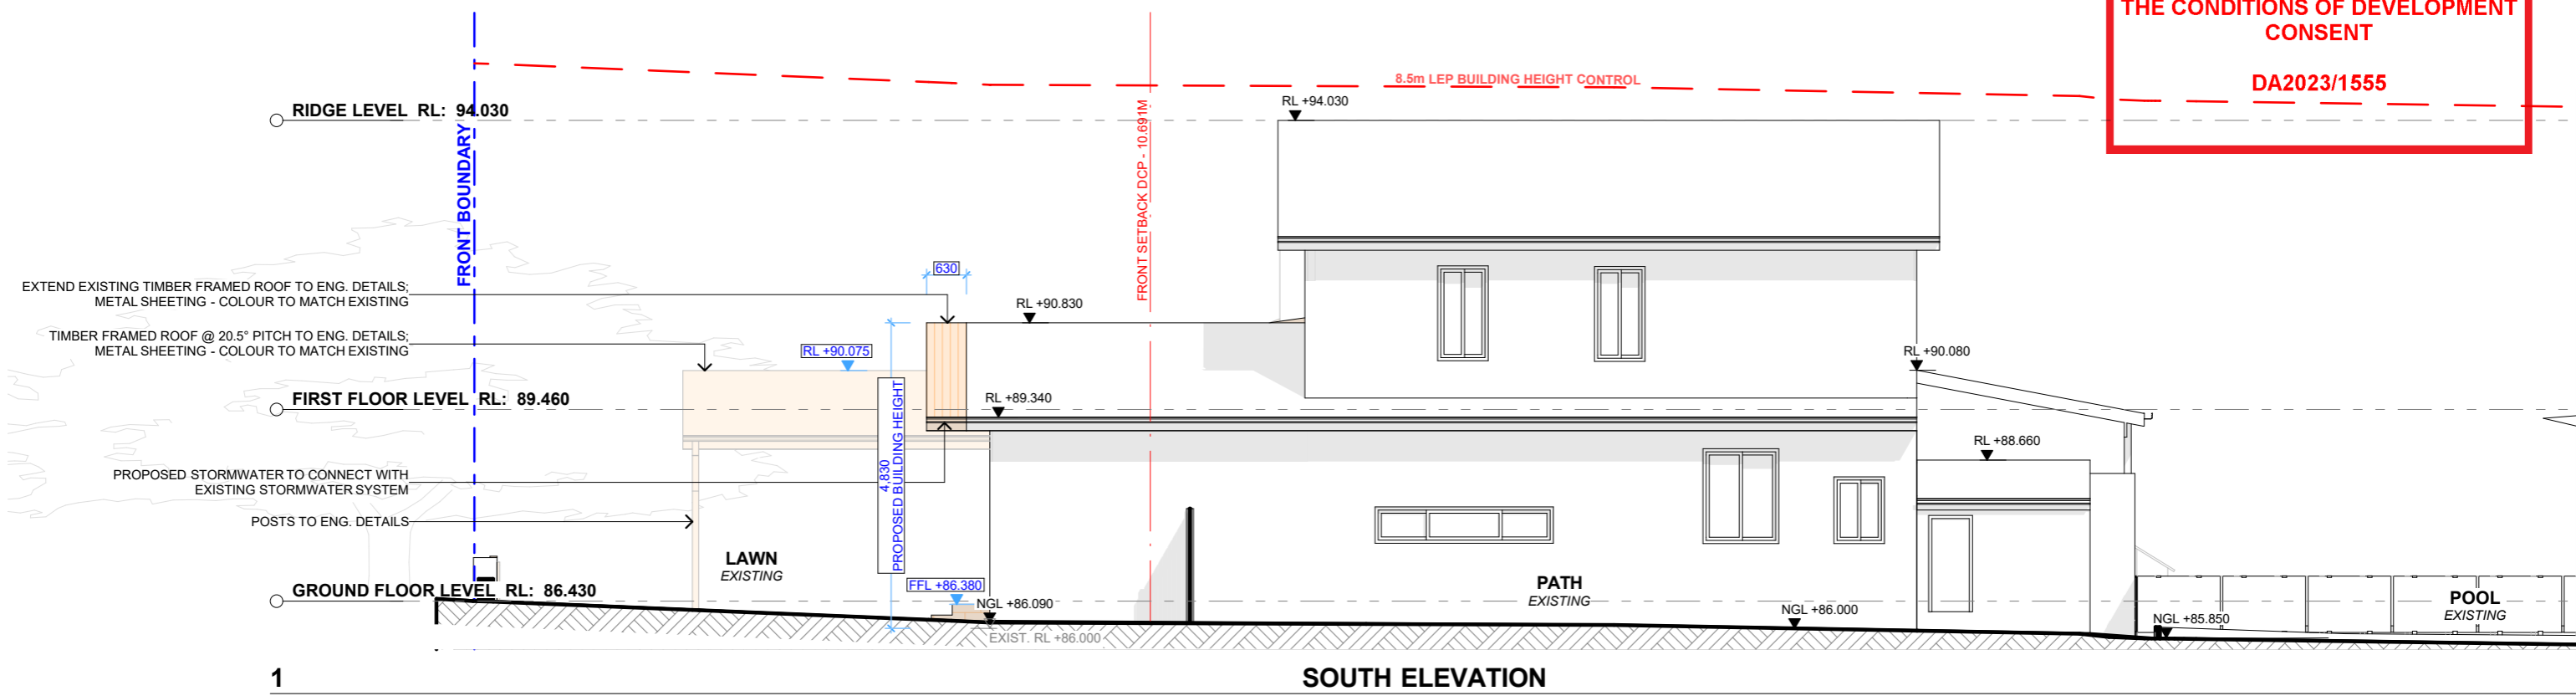 THE CONDITIONS OF DEVELOPMENT
CONSENT
DA2023/1555
8.5m LEP BUILDING HEIGHT CONTROL
RIDGE LEVEL RL: 94.030
RL +94.030
FRONT BOUNDARY
FRONT SETBACK DCP - 10.691M
630
EXTEND EXISTING TIMBER FRAMED ROOF TO ENG. DETAILS;
METAL SHEETING - COLOUR TO MATCH EXISTING
RL +90.830
TIMBER FRAMED ROOF @ 20.5° PITCH TO ENG. DETAILS;
METAL SHEETING - COLOUR TO MATCH EXISTING
RL +90.075
RL +90.080
FIRST FLOOR LEVEL RL: 89.460
RL +89.340
4,830
PROPOSED BUILDING HEIGHT
RL +88.660
PROPOSED STORMWATER TO CONNECT WITH
EXISTING STORMWATER SYSTEM
POSTS TO ENG. DETAILS
LAWN
EXISTING
FFL +86.380
PATH
EXISTING
GROUND FLOOR LEVEL RL: 86.430
NGL +86.090
EXIST. RL +86.000
NGL +86.000
POOL
EXISTING
NGL +85.850
1
SOUTH ELEVATION